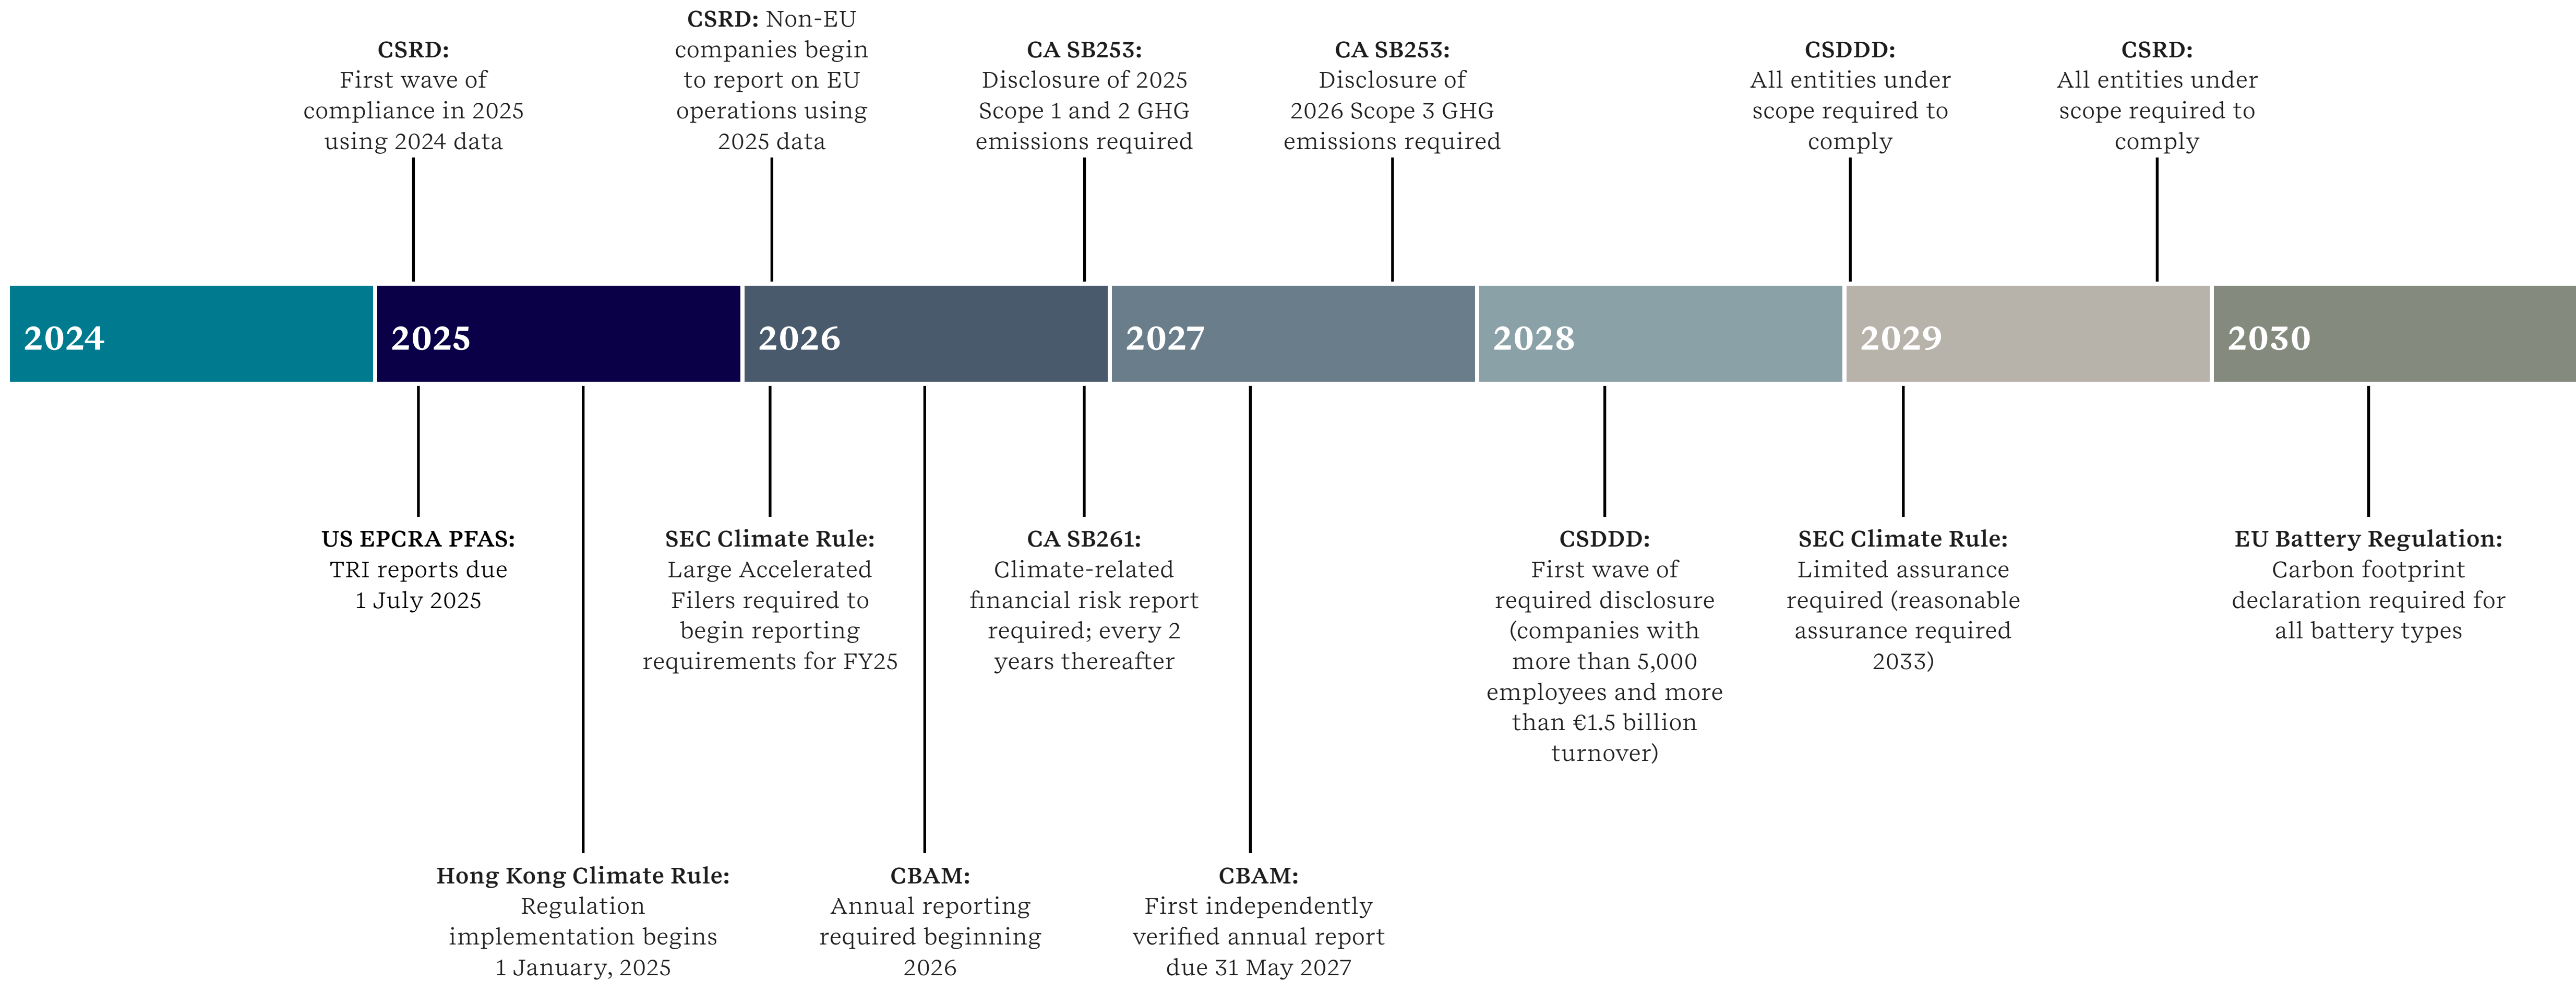 CSRD:
First wave of
compliance in 2025
using 2024 data
CSRD: Non-EU
companies begin
to report on EU
operations using
2025 data
CA SB253:
Disclosure of 2025
Scope 1 and 2 GHG
emissions required
CA SB253:
Disclosure of
2026 Scope 3 GHG
emissions required
CSDDD:
All entities under
scope required to
comply
CSRD:
All entities under
scope required to
comply
2024
2025
2026
2027
2028
2029
2030
US EPCRA PFAS:
TRI reports due
1 July 2025
SEC Climate Rule:
Large Accelerated
Filers required to
begin reporting
requirements for FY25
CA SB261:
Climate-related
financial risk report
required; every 2
years thereafter
CSDDD:
First wave of
required disclosure
(companies with
more than 5,000
employees and more
than €1.5 billion
turnover)
SEC Climate Rule:
Limited assurance
required (reasonable
assurance required
2033)
EU Battery Regulation:
Carbon footprint
declaration required for
all battery types
Hong Kong Climate Rule:
Regulation
implementation begins
1 January, 2025
CBAM:
Annual reporting
required beginning
2026
CBAM:
First independently
verified annual report
due 31 May 2027